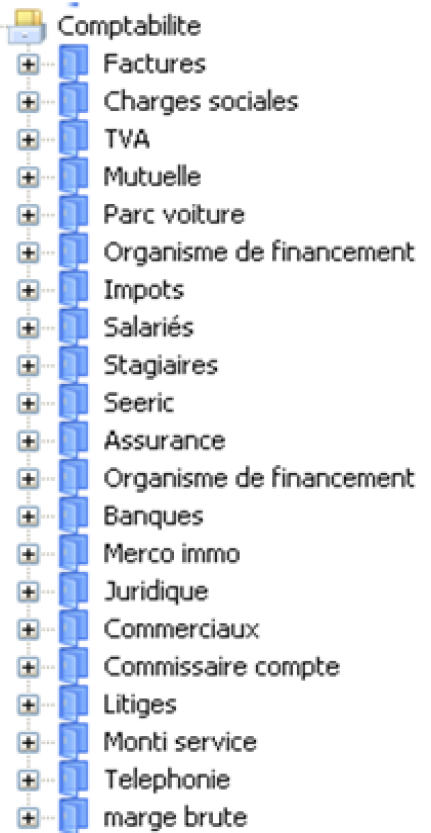 Comptabilite
Factures
Charges sociales
TVA
Mutuelle
Parc voiture
Organisme de financement
Impots
Salariés
Stagiaires
Seeric
Assurance
Organisme de financement
Banques
Merco immo
Juridique
Commerciaux
Commissaire compte
Litiges
Monti service
Telephonie
marge brute